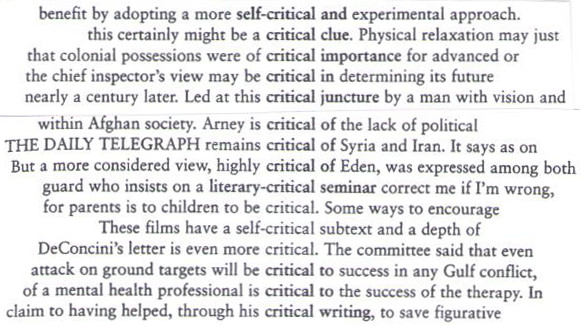 benefit by adopting a more self-critical and experimental approach.
this certainly might be a critical clue. Physical relaxation may just
that colonial possessions were of critical importance for advanced or
the chief inspector's view may be critical in determining its future
nearly a century later. Led at this critical juncture by a man with vision and
within Afghan society. Arney is critical of the lack of political
THE DAILY TELEGRAPH remains critical of Syria and Iran. It says as on
But a more considered view, highly critical of Eden, was expressed among both
guard who insists on a literary-critical seminar correct me if I'm wrong,
for parents is to children to be critical. Some ways to encourage
These films have a self-critical subtext and a depth of
DeConcini's letter is even more critical. The committee said that even
attack on ground targets will be critical to success in any Gulf conflict,
of a mental health professional is critical to the success of the therapy. In
claim to having helped, through his critical writing, to save figurative